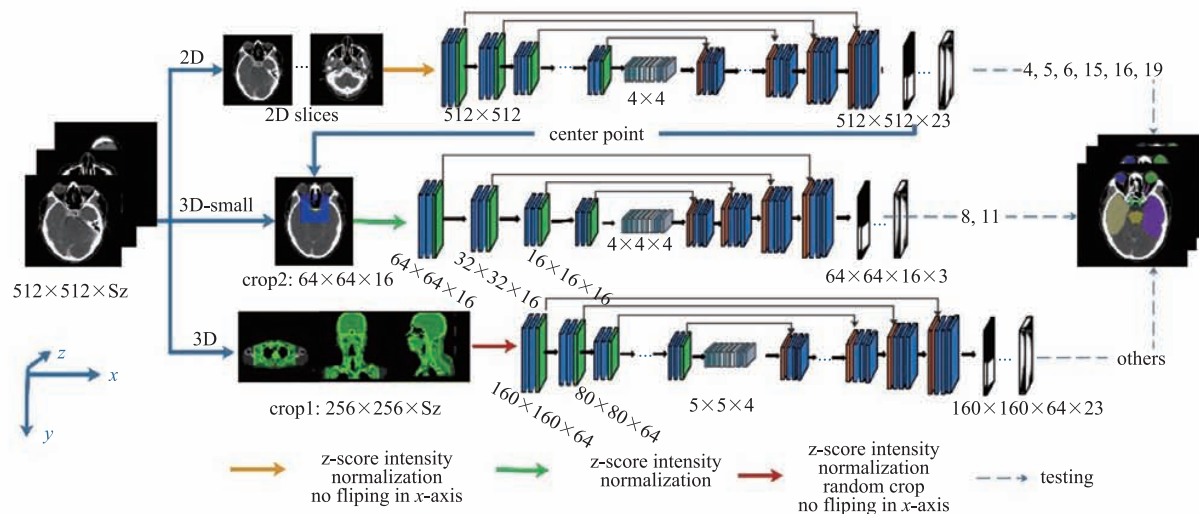 2D
...
2D slices
512×512
...
4×4
...
...
512×512×23
4, 5, 6, 15, 16, 19
center point
512×512×Sz
3D-small
crop2: 64×64×16
64×64×16
32×32×16
16×16×16
4×4×4
...
64×64×16×3
8, 11
3D
crop1: 256×256×Sz
160×160×64
80×80×64
...
5×5×4
...
...
160×160×64×23
others
z
x
y
z-score intensity
normalization
no fliping in x-axis
z-score intensity
normalization
z-score intensity
normalization
random crop
no fliping in x-axis
testing